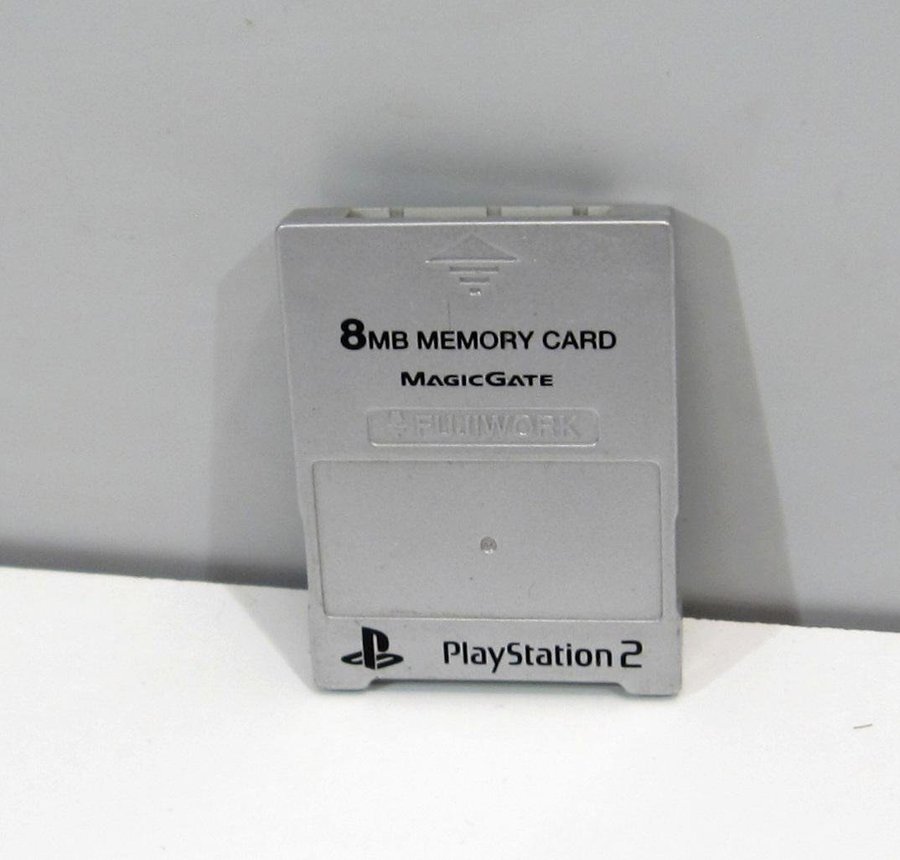 8MB MEMORY CARD
MAGICGATE
FUJIWORK
PlayStation 2